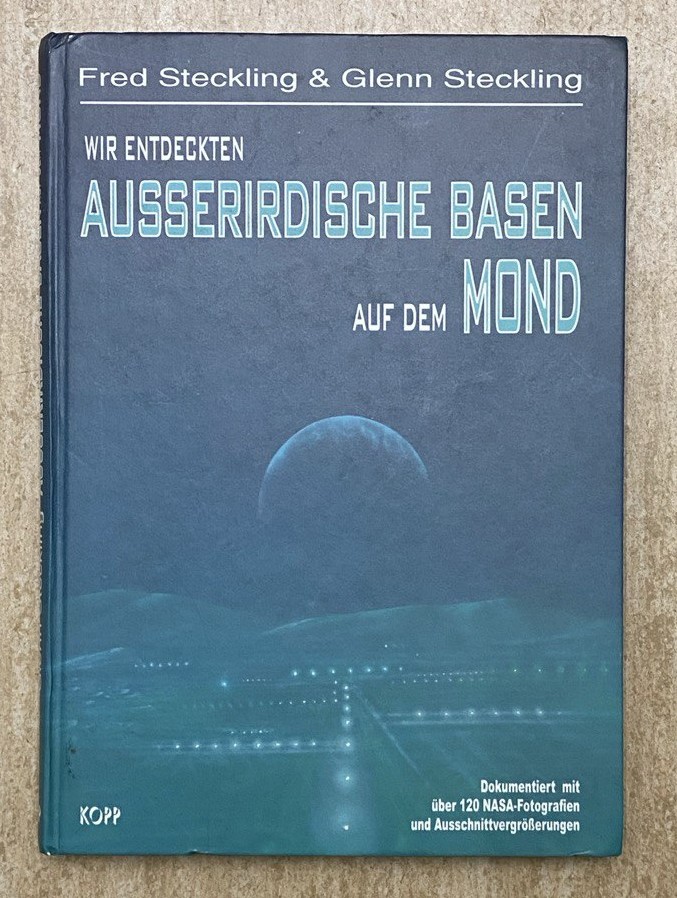 Fred Steckling & Glenn Steckling
WIR ENTDECKTEN
AUSSERIRDISCHE BASEN
AUF DEM MOND
Dokumentiert mit
über 120 NASA-Fotografien
und Ausschnittvergrößerungen
KOPP